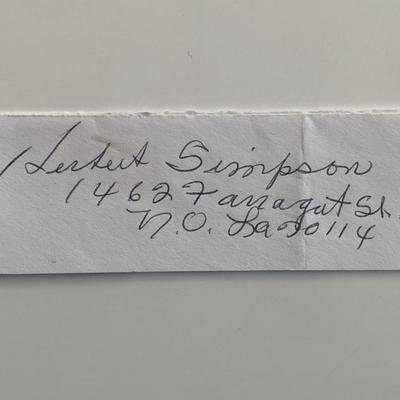 Herbert Simpson
1462 Farragut St.
N.O. La 70114